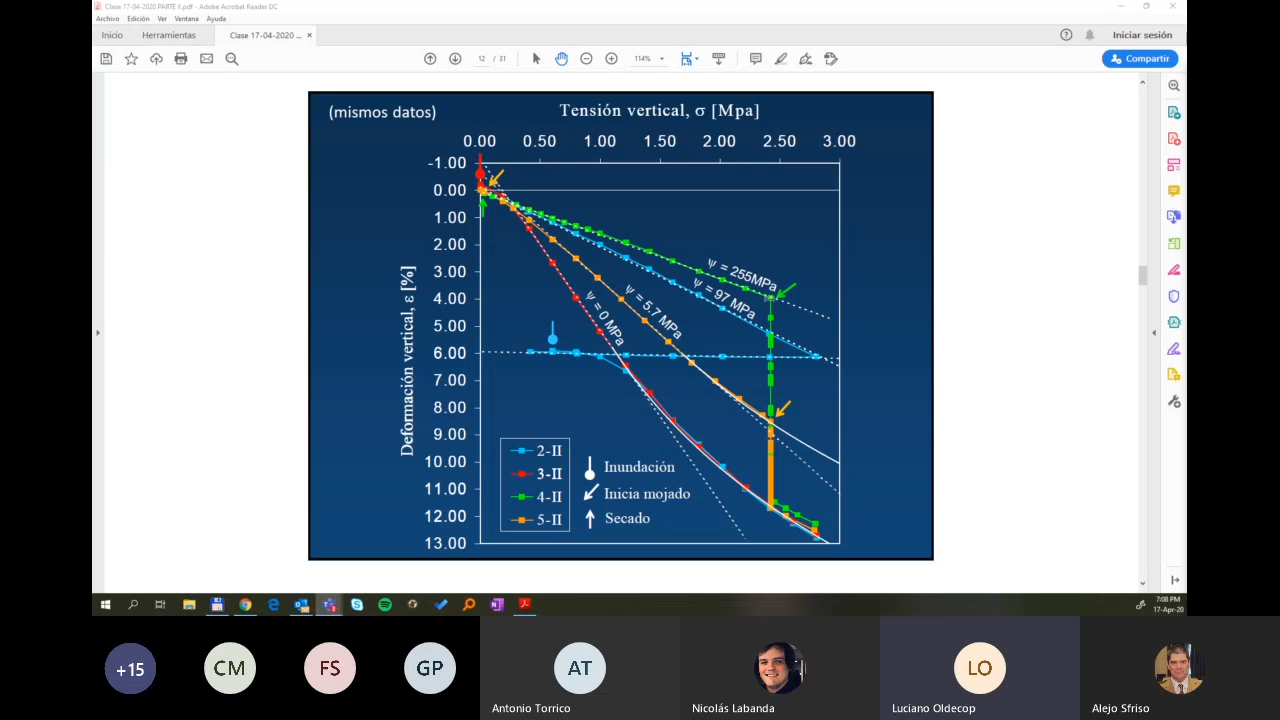 Clase 17-04-2020 PARTE II.pdf - Adobe Acrobat Reader DC
Archivo Edición Ver Ventana Ayuda
Inicio Herramientas Clase 17-04-2020 ... × Iniciar sesión
12 / 31 114% Compartir
(mismos datos) Tensión vertical, σ [Mpa]
0.00 0.50 1.00 1.50 2.00 2.50 3.00
-1.00
0.00
1.00
2.00
3.00
4.00
5.00
6.00
7.00
8.00
9.00
10.00
11.00
12.00
13.00
Deformación vertical, ε [%]
ψ = 255MPa
ψ = 97 MPa
ψ = 5.7 MPa
ψ = 0 MPa
2-II
3-II
4-II
5-II
Inundación
Inicia mojado
Secado
7:08 PM
17-Apr-20
+15 CM FS GP AT LO
Antonio Torrico Nicolás Labanda Luciano Oldecop Alejo Sfriso